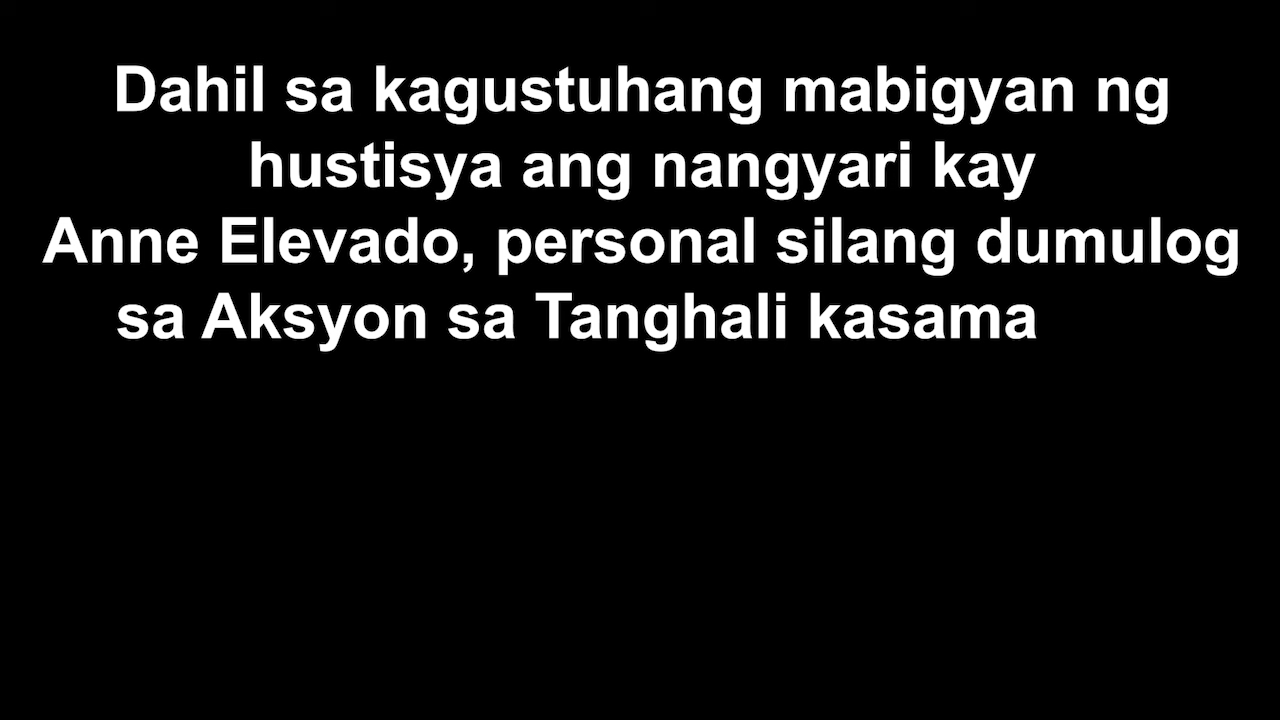 Dahil sa kagustuhang mabigyan ng
hustisya ang nangyari kay
Anne Elevado, personal silang dumulog
sa Aksyon sa Tanghali kasama